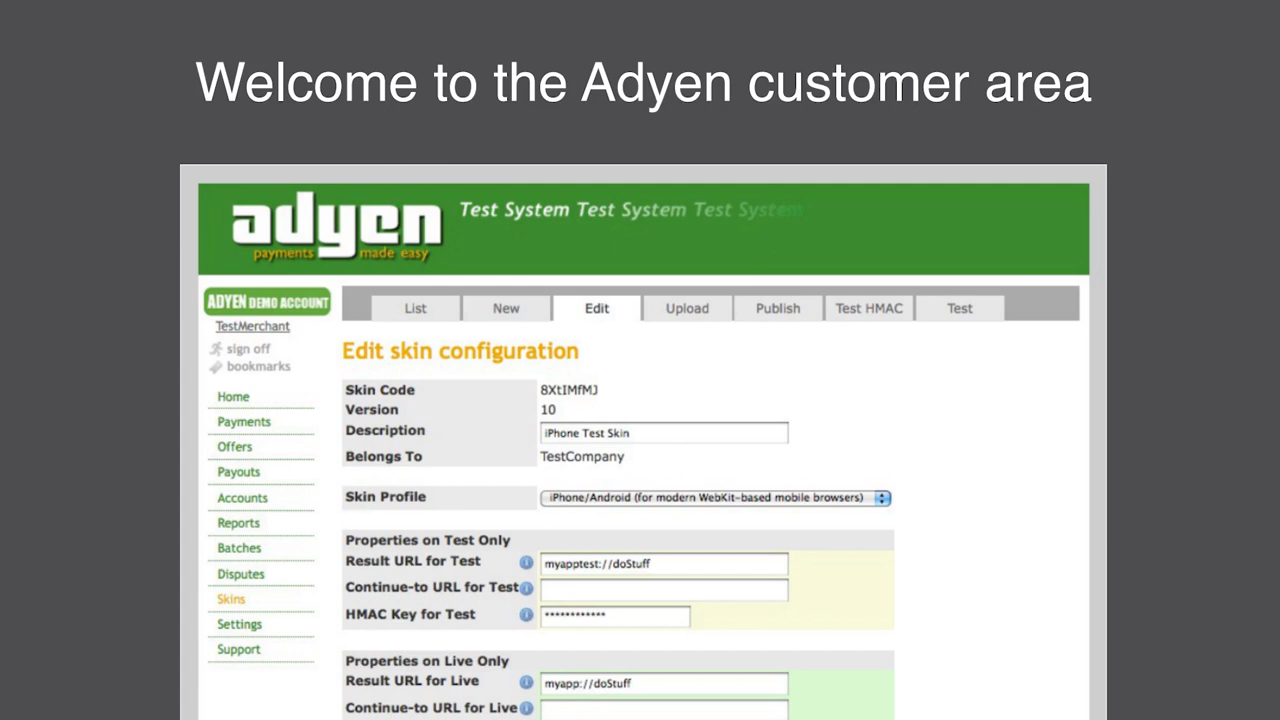 Welcome to the Adyen customer area
adyen
payments made easy
Test System Test System Test System
ADYEN DEMO ACCOUNT
TestMerchant
sign off
bookmarks
Home
Payments
Offers
Payouts
Accounts
Reports
Batches
Disputes
Skins
Settings
Support
List New Edit Upload Publish Test HMAC Test
Edit skin configuration
Skin Code 8XtIMfMJ
Version 10
Description iPhone Test Skin
Belongs To TestCompany
Skin Profile iPhone/Android (for modern WebKit-based mobile browsers)
Properties on Test Only
Result URL for Test myapptest://doStuff
Continue-to URL for Test
HMAC Key for Test ************
Properties on Live Only
Result URL for Live myapp://doStuff
Continue-to URL for Live